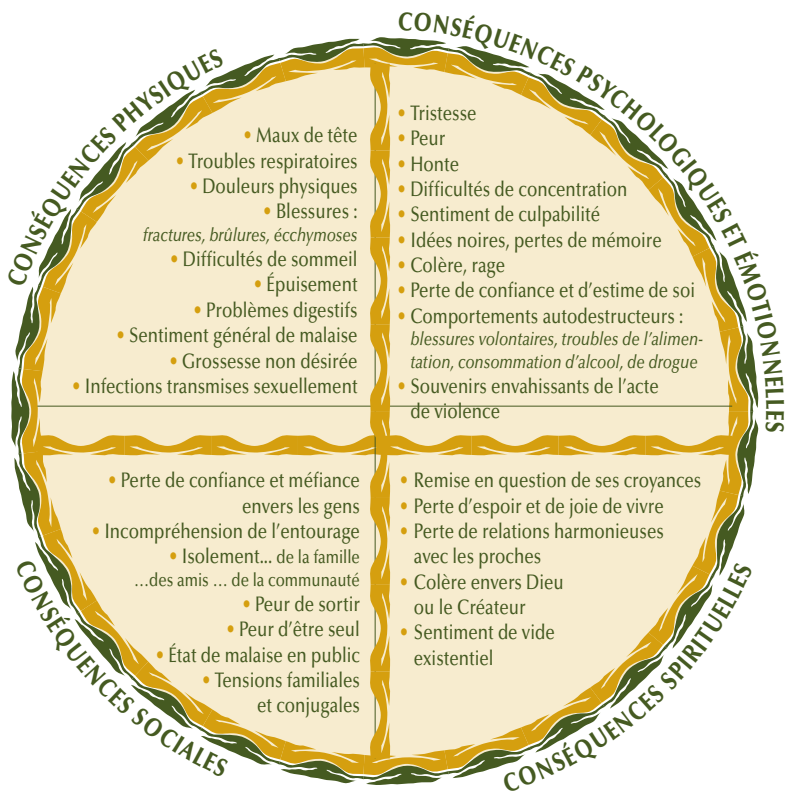 CONSÉQUENCES PHYSIQUES
• Maux de tête
• Troubles respiratoires
• Douleurs physiques
• Blessures :
fractures, brûlures, écchymoses
• Difficultés de sommeil
• Épuisement
• Problèmes digestifs
• Sentiment général de malaise
• Grossesse non désirée
• Infections transmises sexuellement
CONSÉQUENCES PSYCHOLOGIQUES ET ÉMOTIONNELLES
• Tristesse
• Peur
• Honte
• Difficultés de concentration
• Sentiment de culpabilité
• Idées noires, pertes de mémoire
• Colère, rage
• Perte de confiance et d'estime de soi
• Comportements autodestructeurs :
blessures volontaires, troubles de l'alimen-
tation, consommation d'alcool, de drogue
• Souvenirs envahissants de l'acte
de violence
CONSÉQUENCES SOCIALES
• Perte de confiance et méfiance
envers les gens
• Incompréhension de l'entourage
• Isolement... de la famille
...des amis ... de la communauté
• Peur de sortir
• Peur d'être seul
• État de malaise en public
• Tensions familiales
et conjugales
CONSÉQUENCES SPIRITUELLES
• Remise en question de ses croyances
• Perte d'espoir et de joie de vivre
• Perte de relations harmonieuses
avec les proches
• Colère envers Dieu
ou le Créateur
• Sentiment de vide
existentiel